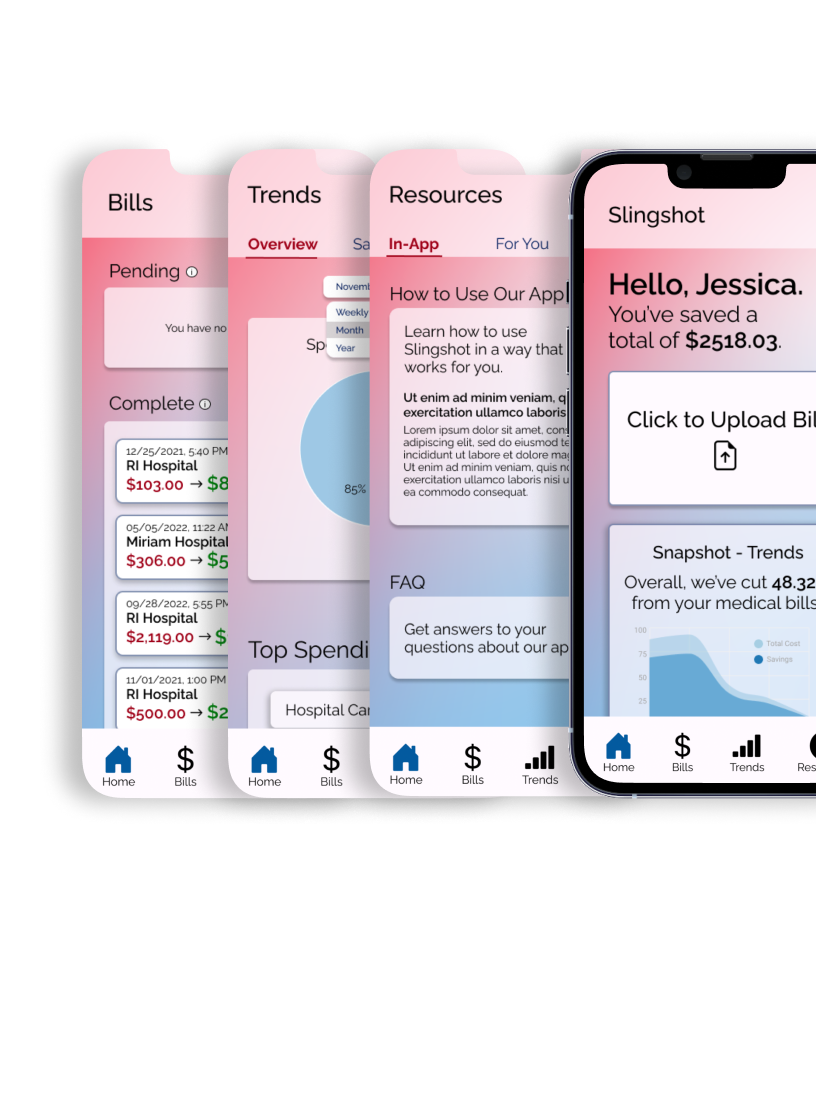 Bills
Pending
You have no
Complete
12/25/2021, 5:40 PM
RI Hospital
$103.00 → $8
05/05/2022, 11:22 AM
Miriam Hospital
$306.00 → $5
09/28/2022, 5:55 PM
RI Hospital
$2,119.00 → $
11/01/2021, 1:00 PM
RI Hospital
$500.00 → $2
Home
Bills
Trends
Overview
Sa
Novemb
Weekly
Month
Year
Sp
85%
Top Spendi
Hospital Car
Home
Bills
Resources
In-App
For You
How to Use Our App
Learn how to use
Slingshot in a way that
works for you.
Ut enim ad minim veniam, q
exercitation ullamco laboris
Lorem ipsum dolor sit amet, cons
adipiscing elit, sed do eiusmod te
incididunt ut labore et dolore mag
Ut enim ad minim veniam, quis no
exercitation ullamco laboris nisi u
ea commodo consequat.
FAQ
Get answers to your
questions about our ap
Home
Bills
Trends
Slingshot
Hello, Jessica.
You've saved a
total of $2518.03.
Click to Upload Bil
Snapshot - Trends
Overall, we've cut 48.32
from your medical bills
100
75
50
25
Total Cost
Savings
Home
Bills
Trends
Res